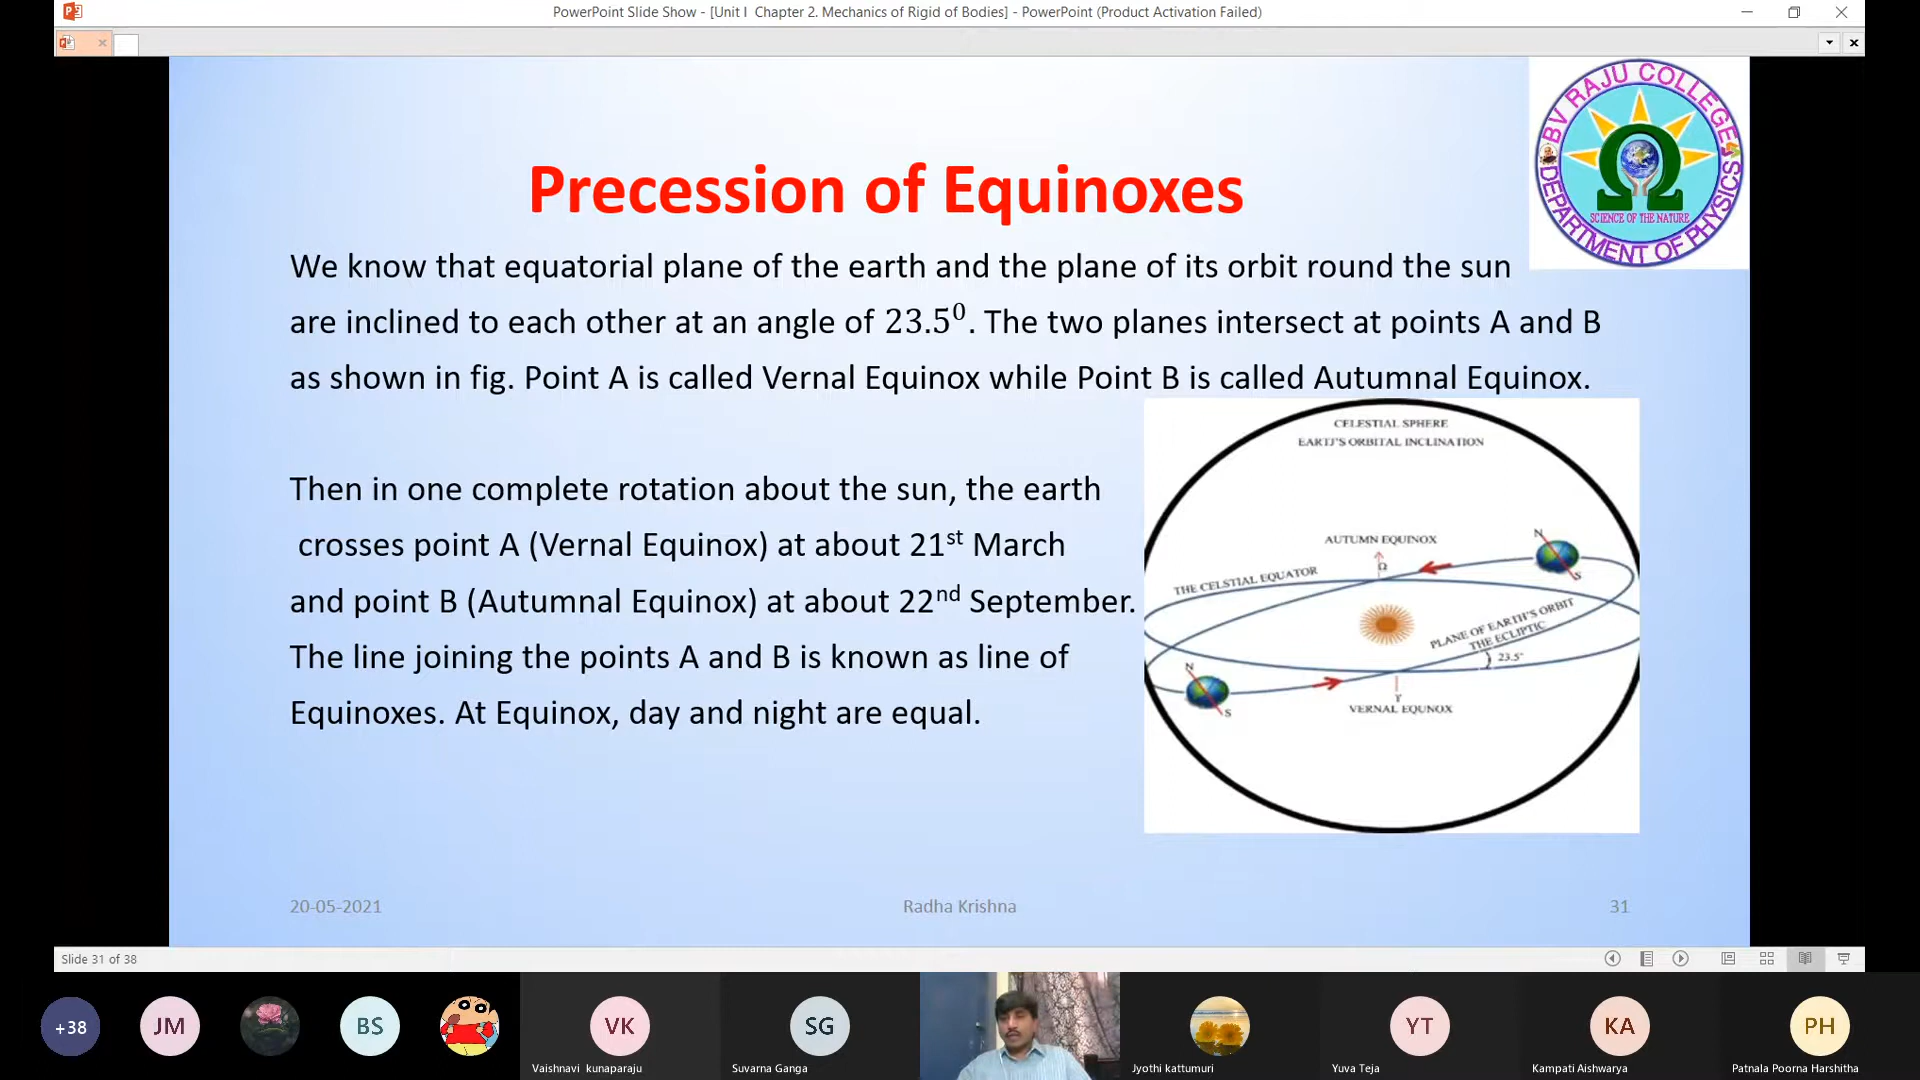 PowerPoint Slide Show - [Unit I  Chapter 2. Mechanics of Rigid of Bodies] - PowerPoint (Product Activation Failed)
BV RAJU COLLEGE
SCIENCE OF THE NATURE
DEPARTMENT OF PHYSICS
Precession of Equinoxes
We know that equatorial plane of the earth and the plane of its orbit round the sun
are inclined to each other at an angle of 23.5⁰. The two planes intersect at points A and B
as shown in fig. Point A is called Vernal Equinox while Point B is called Autumnal Equinox.
Then in one complete rotation about the sun, the earth
crosses point A (Vernal Equinox) at about 21st March
and point B (Autumnal Equinox) at about 22nd September.
The line joining the points A and B is known as line of
Equinoxes. At Equinox, day and night are equal.
CELESTIAL SPHERE
EARTJ'S ORBITAL INCLINATION
AUTUMN EQUINOX
Ω
N
S
THE CELSTIAL EQUATOR
PLANE OF EARTH'S ORBIT
THE ECLIPTIC
23.5°
N
S
VERNAL EQUNOX
20-05-2021
Radha Krishna
31
Slide 31 of 38
+38
JM
BS
VK
SG
YT
KA
PH
Vaishnavi kunaparaju
Suvarna Ganga
Jyothi kattumuri
Yuva Teja
Kampati Aishwarya
Patnala Poorna Harshitha